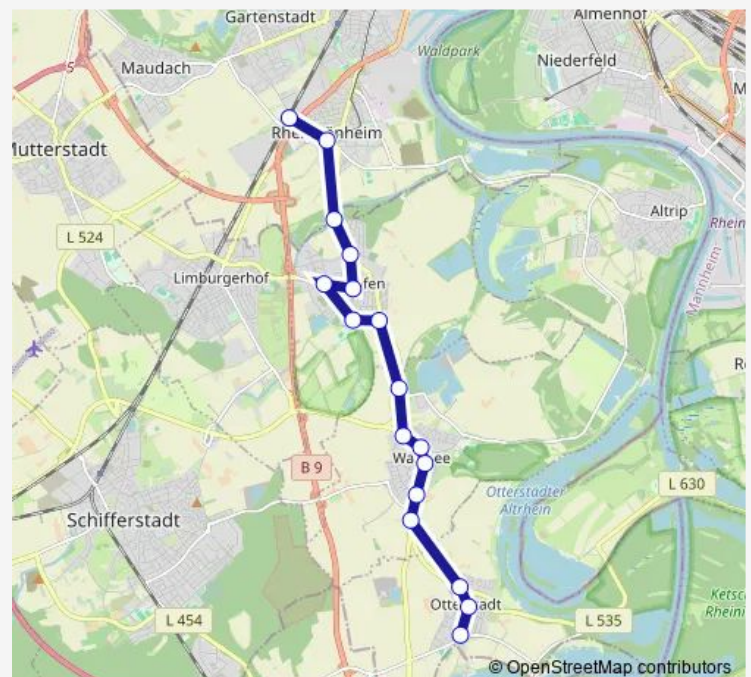 Gartenstadt
Almenhof
Waldpark
Niederfeld
Maudach
Mutterstadt
L 524
Altrip
Rhein
Limburgerhof
Mannheim
B 9
Otterstadter
Altrhein
L 630
Schifferstadt
L 454
L 535
© OpenStreetMap contributors